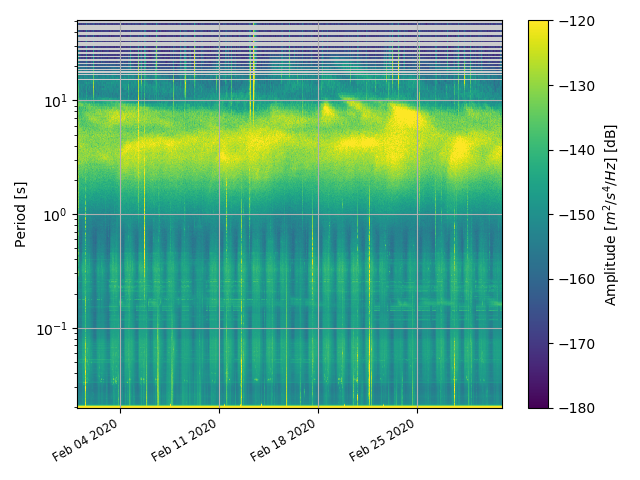 10¹
10⁰
10⁻¹
Period [s]
Feb 04 2020
Feb 11 2020
Feb 18 2020
Feb 25 2020
−120
−130
−140
−150
−160
−170
−180
Amplitude [m²/s⁴/Hz] [dB]